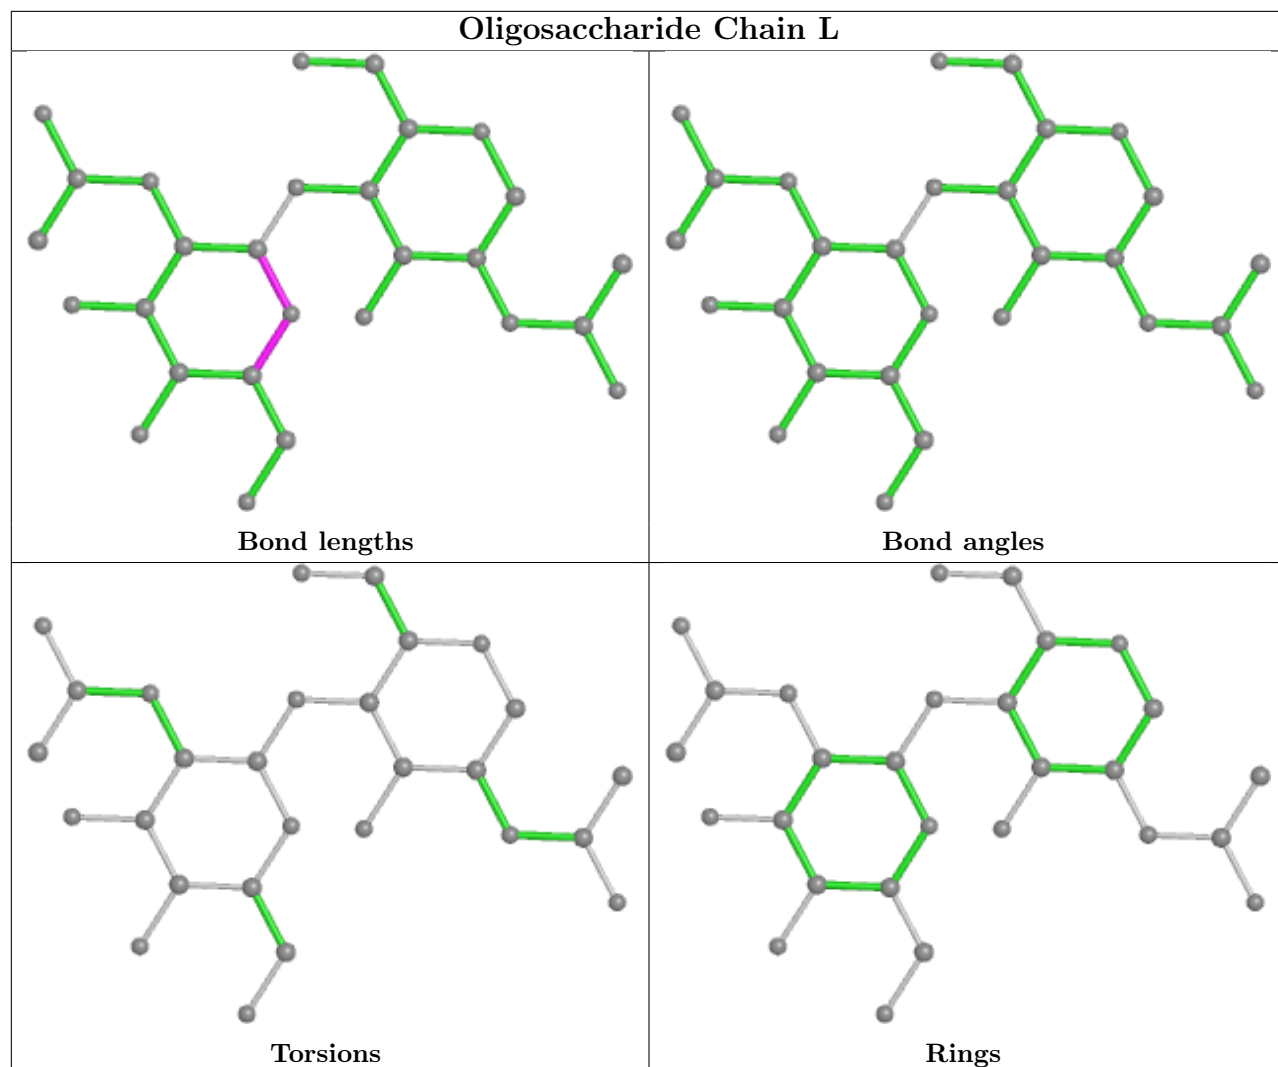 Oligosaccharide Chain L
Bond lengths
Bond angles
Torsions
Rings